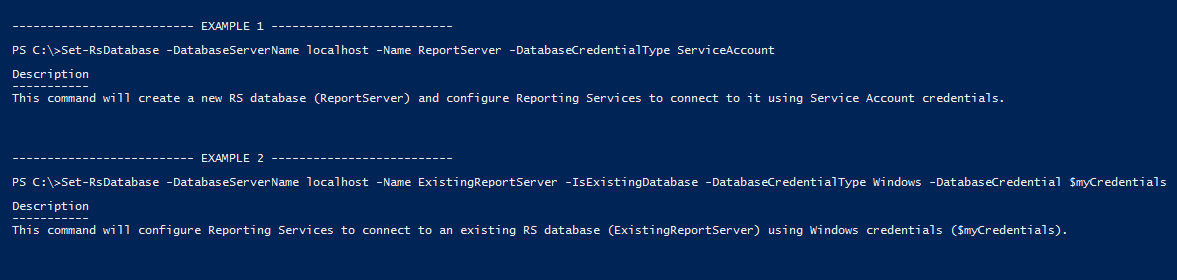 -------------------------- EXAMPLE 1 --------------------------
PS C:\>Set-RsDatabase -DatabaseServerName localhost -Name ReportServer -DatabaseCredentialType ServiceAccount
Description
-----------
This command will create a new RS database (ReportServer) and configure Reporting Services to connect to it using Service Account credentials.
-------------------------- EXAMPLE 2 --------------------------
PS C:\>Set-RsDatabase -DatabaseServerName localhost -Name ExistingReportServer -IsExistingDatabase -DatabaseCredentialType Windows -DatabaseCredential $myCredentials
Description
-----------
This command will configure Reporting Services to connect to an existing RS database (ExistingReportServer) using Windows credentials ($myCredentials).